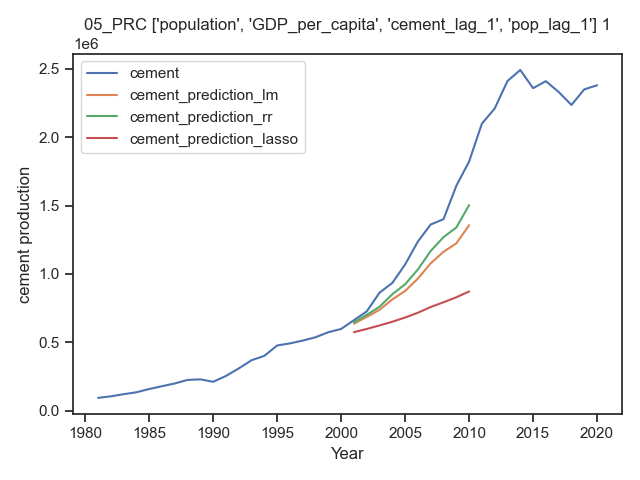 05_PRC ['population', 'GDP_per_capita', 'cement_lag_1', 'pop_lag_1'] 1
1e6
cement
cement_prediction_lm
cement_prediction_rr
cement_prediction_lasso
2.5
2.0
1.5
1.0
0.5
0.0
cement production
1980 1985 1990 1995 2000 2005 2010 2015 2020
Year